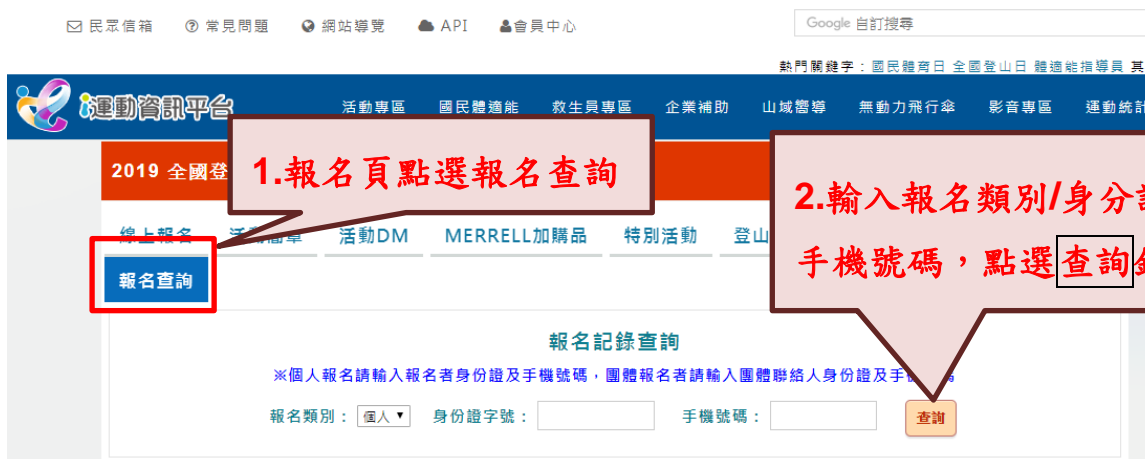 民眾信箱 常見問題 網站導覽 API 會員中心
Google 自訂搜尋
熱門關鍵字：國民體育日 全國登山日 體適能指導員 其
i運動資訊平台 活動專區 國民體適能 救生員專區 企業補助 山域嚮導 無動力飛行傘 影音專區 運動統計
2019 全國登
1.報名頁點選報名查詢
2.輸入報名類別/身分
手機號碼，點選查詢
線上報名 活動簡章 活動DM MERRELL加購品 特別活動 登山
報名查詢
報名記錄查詢
※個人報名請輸入報名者身份證及手機號碼，團體報名者請輸入團體聯絡人身份證及手
報名類別： 個人 身份證字號： 手機號碼： 查詢